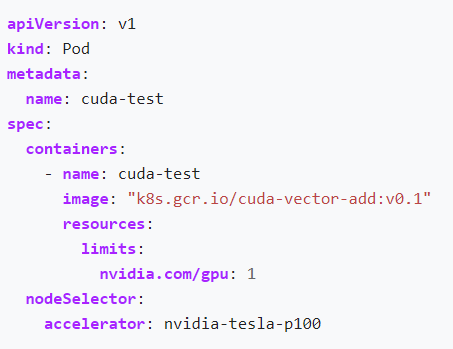 apiVersion: v1
kind: Pod
metadata:
  name: cuda-test
spec:
  containers:
    - name: cuda-test
      image: "k8s.gcr.io/cuda-vector-add:v0.1"
      resources:
        limits:
          nvidia.com/gpu: 1
  nodeSelector:
    accelerator: nvidia-tesla-p100